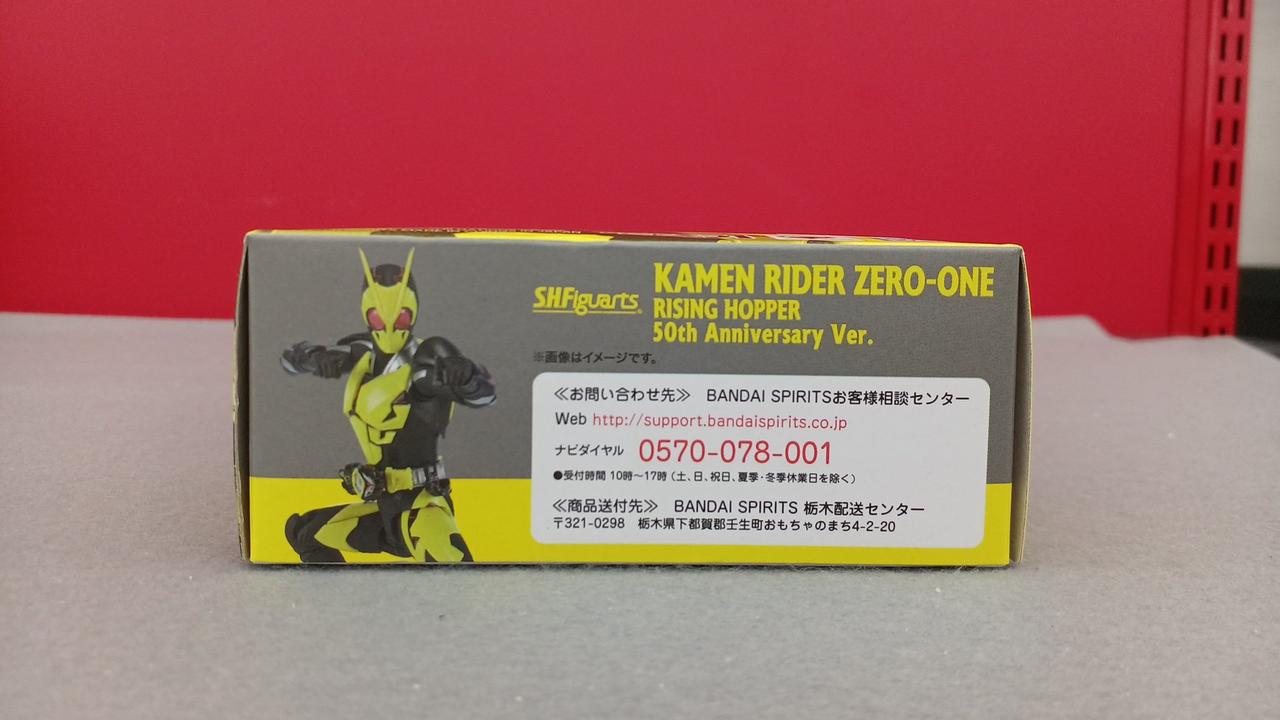 S.H.Figuarts
KAMEN RIDER ZERO-ONE
RISING HOPPER
50th Anniversary Ver.
※画像はイメージです。
≪お問い合わせ先≫ BANDAI SPIRITSお客様相談センター
Web http://support.bandaispirits.co.jp
ナビダイヤル 0570-078-001
●受付時間 10時～17時（土、日、祝日、夏季・冬季休業日を除く）
≪商品送付先≫ BANDAI SPIRITS 栃木配送センター
〒321-0298 栃木県下都賀郡壬生町おもちゃのまち4-2-20